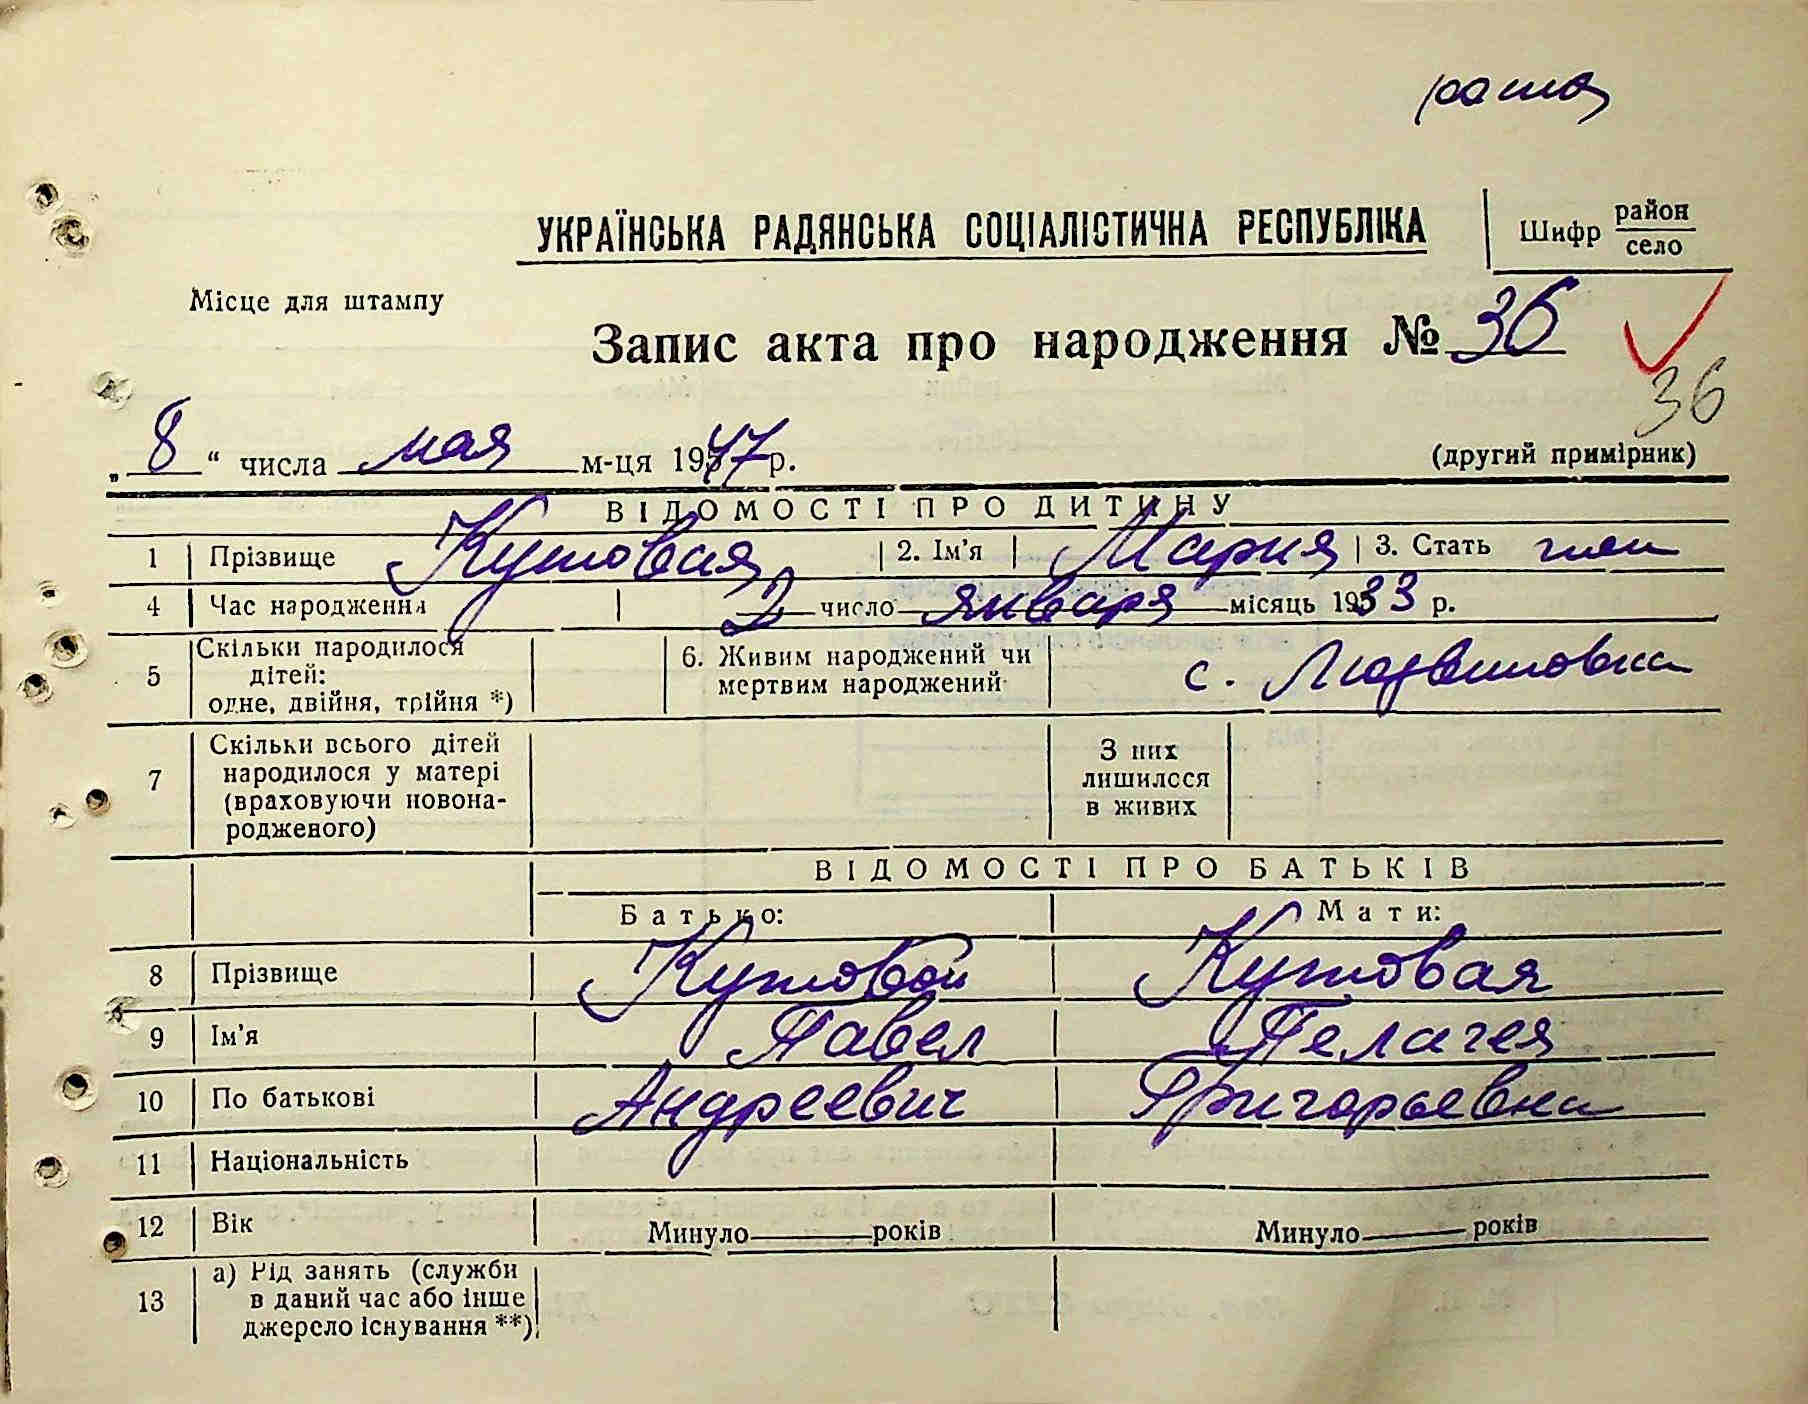 УКРАЇНСЬКА РАДЯНСЬКА СОЦІАЛІСТИЧНА РЕСПУБЛІКА
Шифр район
село
Місце для штампу
Запис акта про народження № 36
36
„8“ числа мая м-ця 1947 р.
(другий примірник)
ВІДОМОСТІ ПРО ДИТИНУ
1 Прізвище Кутовая 2. Ім'я Мария 3. Стать
4 Час народження 2 число января місяць 1933 р.
5 Скільки народилося дітей: одне, двійня, трійня *) 6. Живим народжений чи мертвим народжений с. Людвиповка
7 Скільки всього дітей народилося у матері (враховуючи новонародженого) З них лишилося в живих
ВІДОМОСТІ ПРО БАТЬКІВ
Батько: Мати:
8 Прізвище Кутовой Кутовая
9 Ім'я Павел Пелагея
10 По батькові Андреевич Григорьевна
11 Національність
12 Вік Минуло років Минуло років
13 а) Рід занять (служби в даний час або інше джерело існування **)